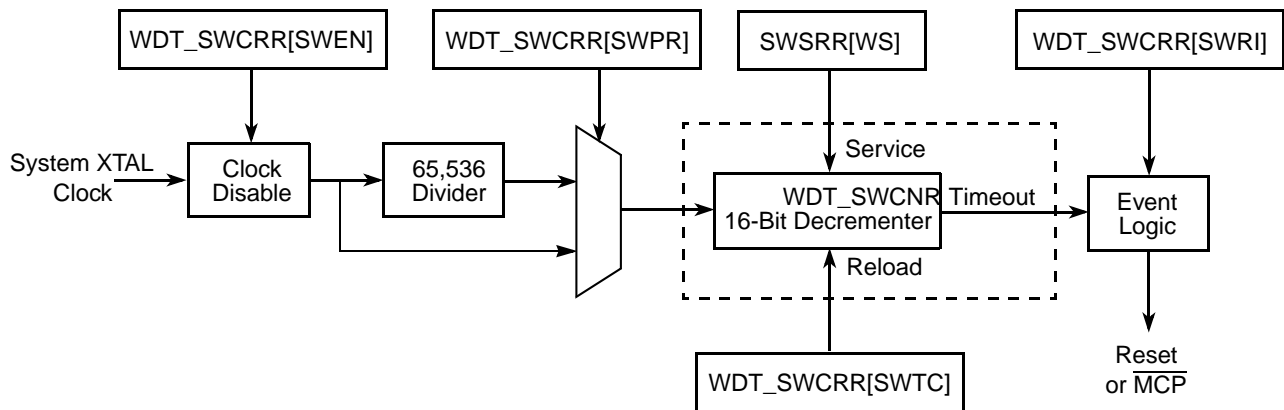 WDT_SWCRR[SWEN]
WDT_SWCRR[SWPR]
SWSRR[WS]
WDT_SWCRR[SWRI]
System XTAL
Clock
Clock
Disable
65,536
Divider
Service
WDT_SWCNR
16-Bit Decrementer
Timeout
Event
Logic
Reload
WDT_SWCRR[SWTC]
Reset
or MCP